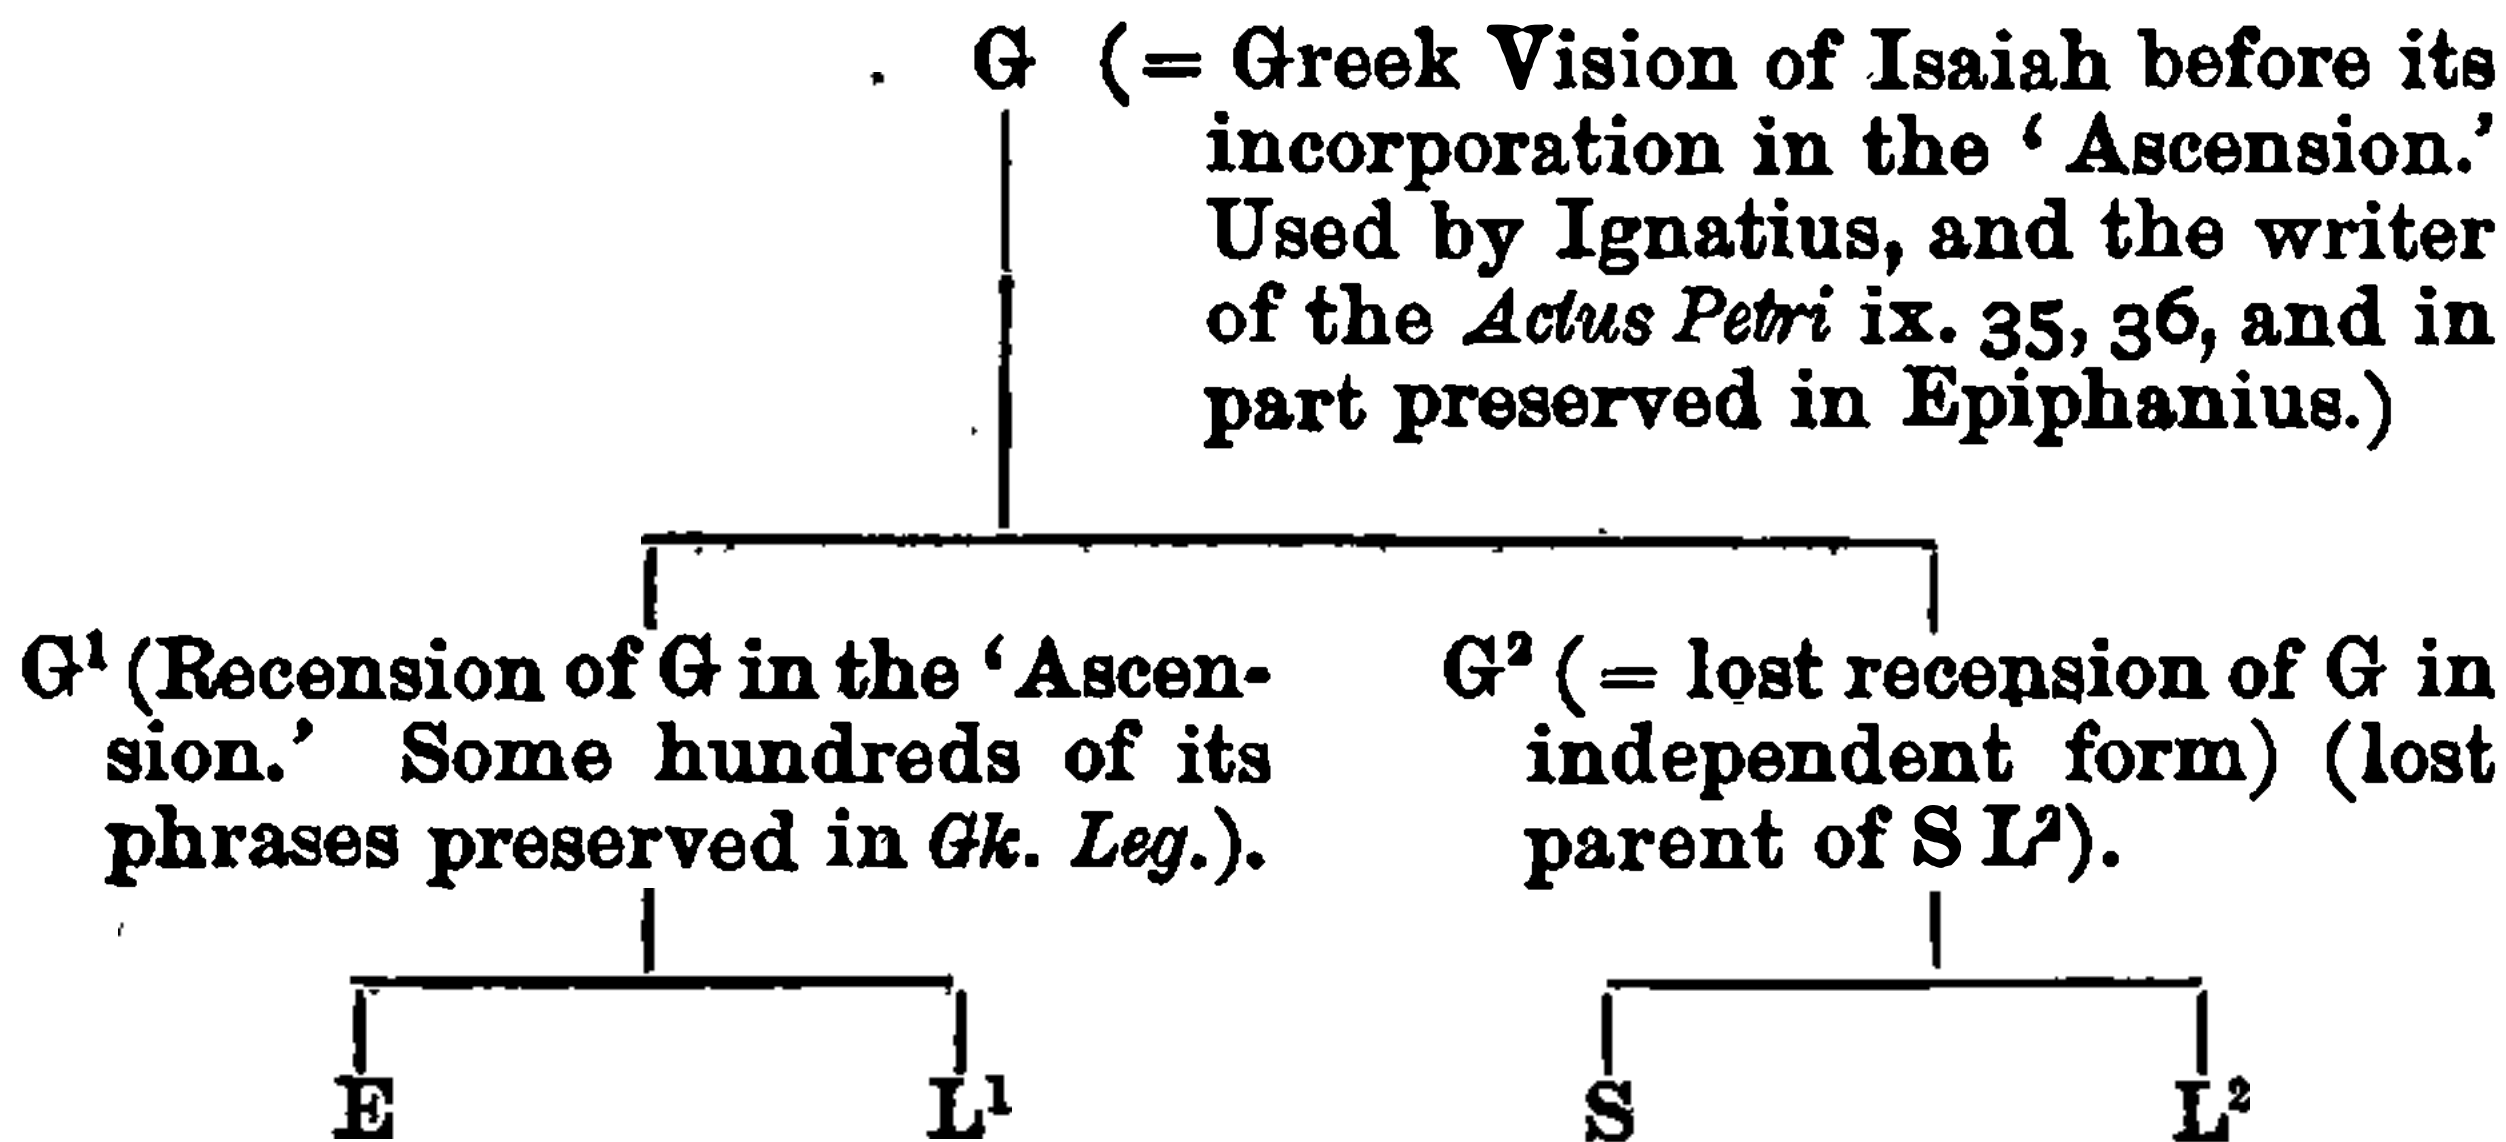 G (= Greek Vision of Isaiah before its
incorporation in the ‘Ascension.’
Used by Ignatius, and the writer
of the Actus Petri ix. 35, 36, and in
part preserved in Epiphanius.)
G¹ (Recension of G in the ‘Ascen-
sion.’ Some hundreds of its
phrases preserved in Gk. Leg.).
G² (= lost recension of G in
independent form) (lost
parent of S L²).
E L¹ S L²